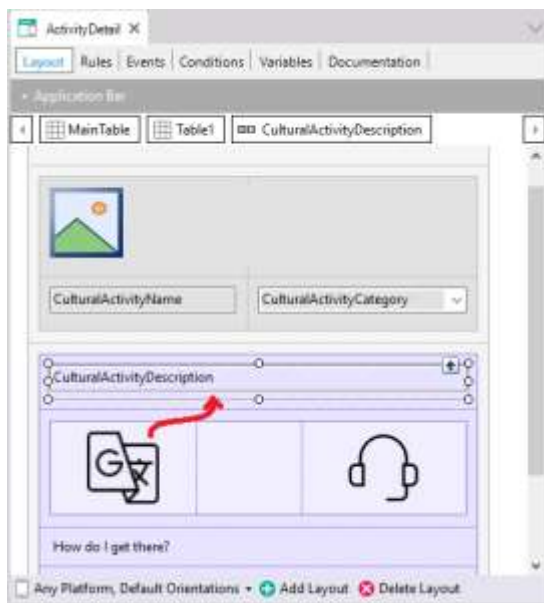 ActivityDetail
Layout Rules Events Conditions Variables Documentation
Application Bar
MainTable Table1 CulturalActivityDescription
CulturalActivityName CulturalActivityCategory
CulturalActivityDescription
G
How do I get there?
Any Platform, Default Orientations Add Layout Delete Layout